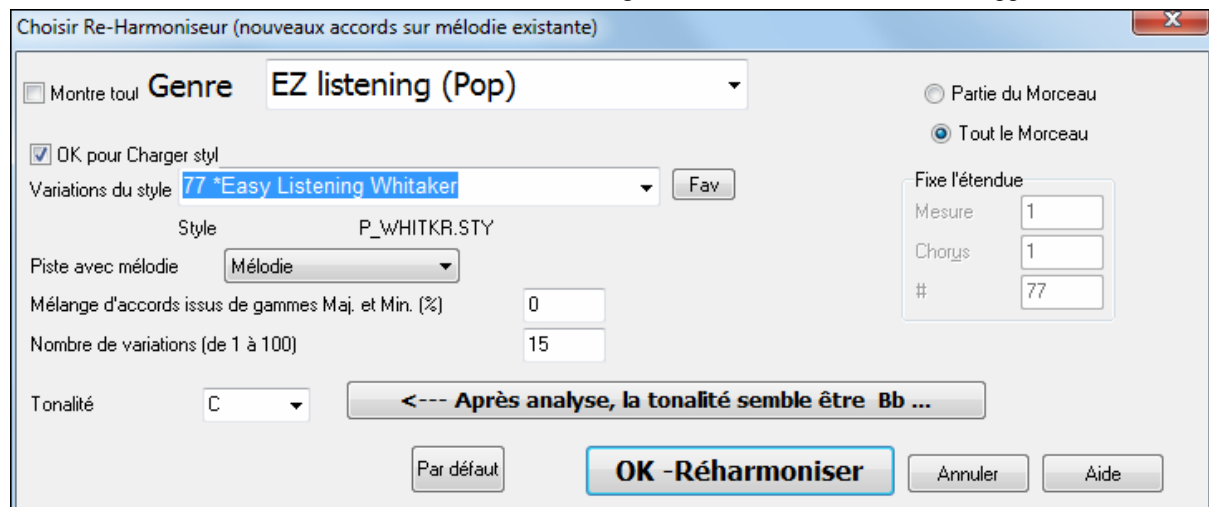 Choisir Re-Harmoniseur (nouveaux accords sur mélodie existante)
X
Montre toul Genre EZ listening (Pop)
Partie du Morceau
Tout le Morceau
OK pour Charger styl
Variations du style 77 *Easy Listening Whitaker Fav
Fixe l'étendue
Mesure 1
Style P_WHITKR.STY
Chorus 1
Piste avec mélodie Mélodie
# 77
Mélange d'accords issus de gammes Maj. et Min. (%) 0
Nombre de variations (de 1 à 100) 15
Tonalité C <--- Après analyse, la tonalité semble être Bb ...
Par défaut OK -Réharmoniser Annuler Aide